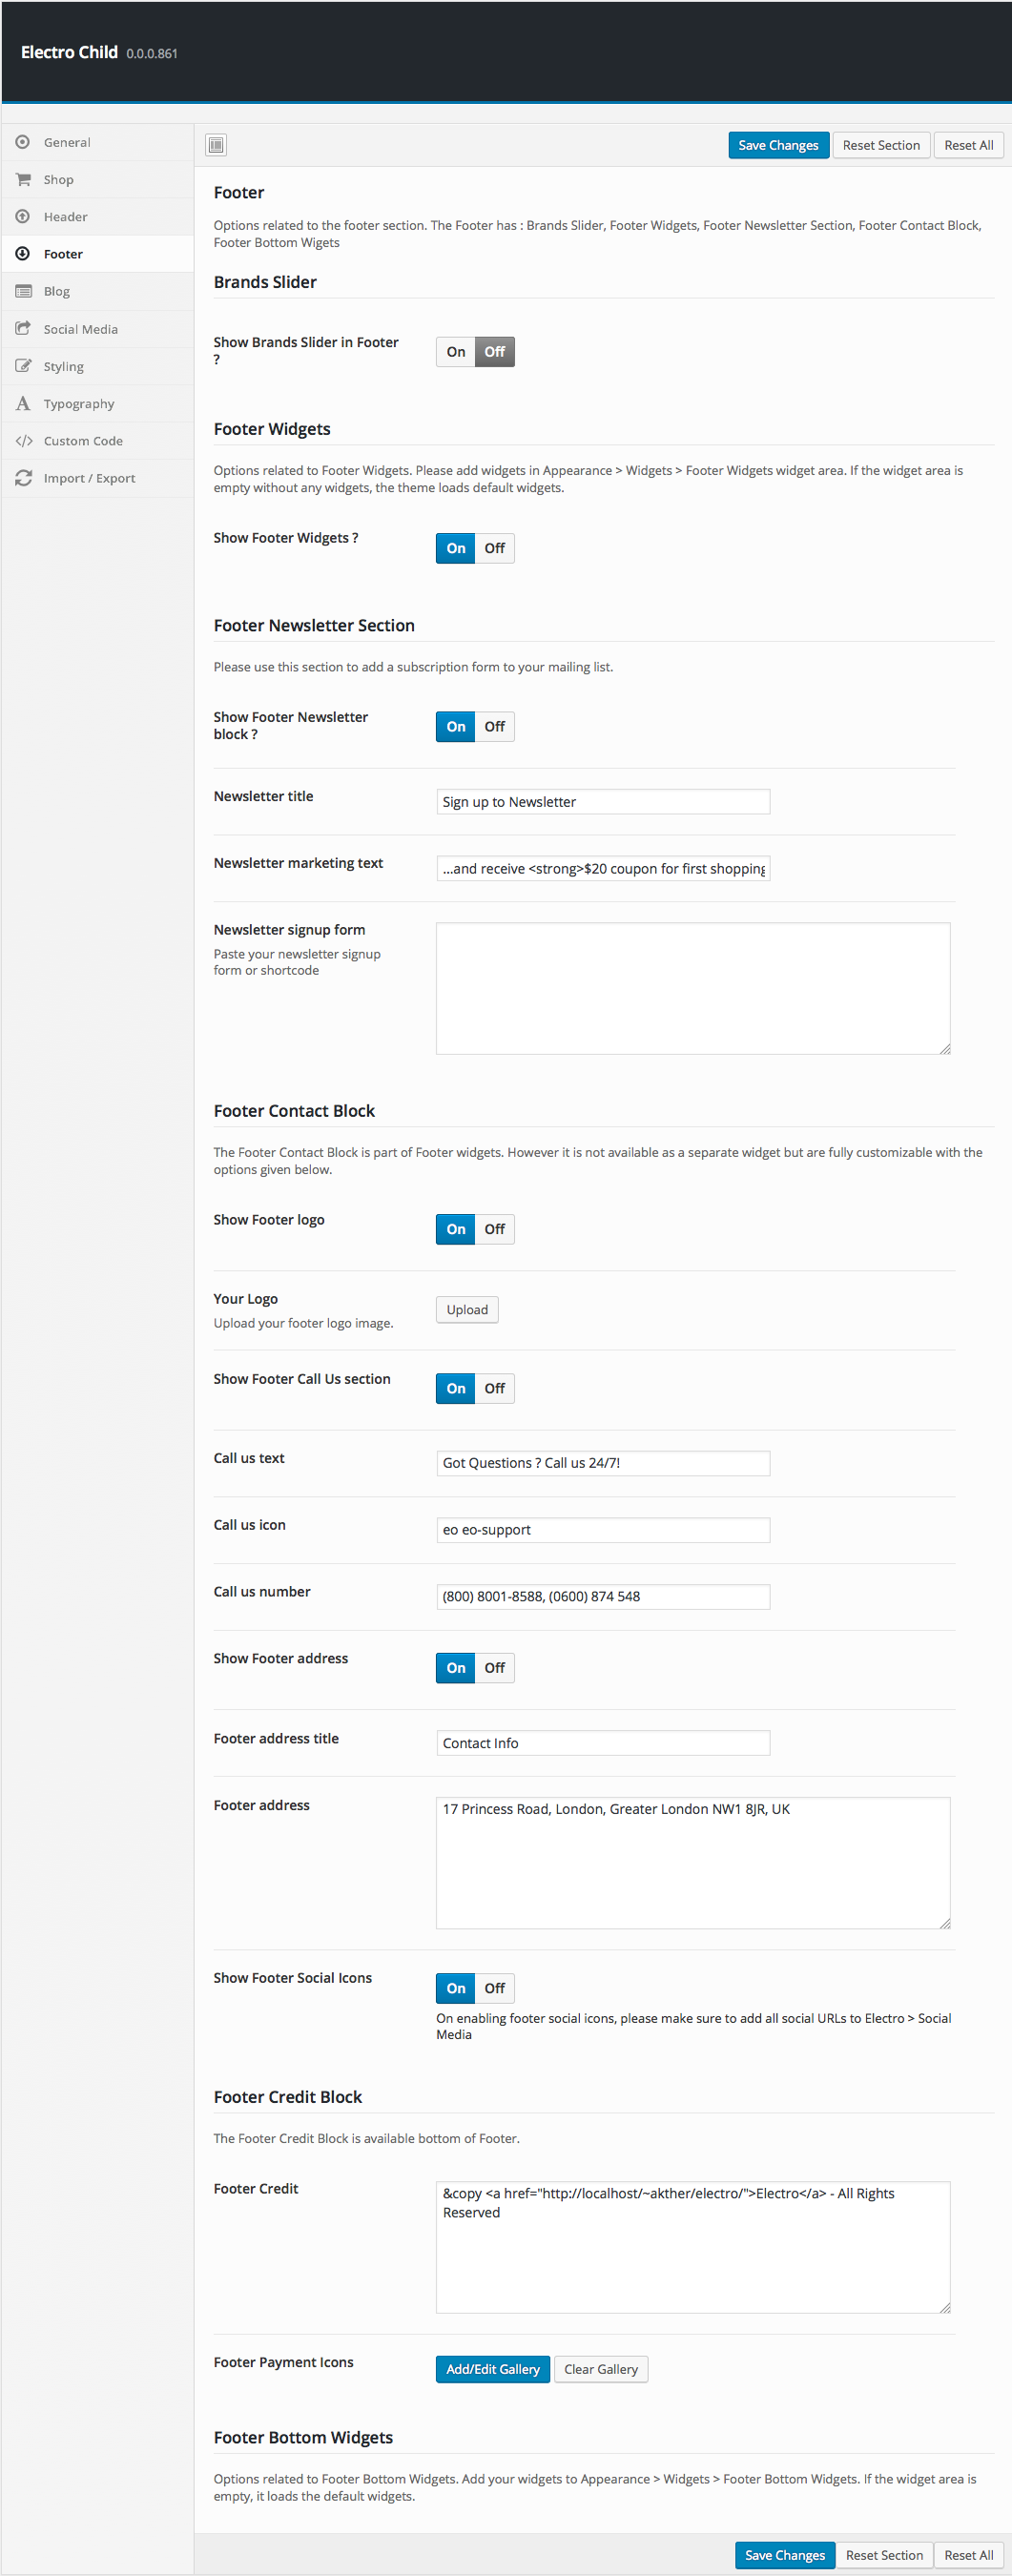 Electro Child 0.0.0.861
General
Shop
Header
Footer
Blog
Social Media
Styling
Typography
Custom Code
Import / Export
Save Changes Reset Section Reset All
Footer
Options related to the footer section. The Footer has : Brands Slider, Footer Widgets, Footer Newsletter Section, Footer Contact Block,
Footer Bottom Wigets
Brands Slider
Show Brands Slider in Footer
?
On Off
Footer Widgets
Options related to Footer Widgets. Please add widgets in Appearance > Widgets > Footer Widgets widget area. If the widget area is
empty without any widgets, the theme loads default widgets.
Show Footer Widgets ?
On Off
Footer Newsletter Section
Please use this section to add a subscription form to your mailing list.
Show Footer Newsletter
block ?
On Off
Newsletter title
Sign up to Newsletter
Newsletter marketing text
...and receive <strong>$20 coupon for first shopping
Newsletter signup form
Paste your newsletter signup
form or shortcode
Footer Contact Block
The Footer Contact Block is part of Footer widgets. However it is not available as a separate widget but are fully customizable with the
options given below.
Show Footer logo
On Off
Your Logo
Upload your footer logo image.
Upload
Show Footer Call Us section
On Off
Call us text
Got Questions ? Call us 24/7!
Call us icon
eo eo-support
Call us number
(800) 8001-8588, (0600) 874 548
Show Footer address
On Off
Footer address title
Contact Info
Footer address
17 Princess Road, London, Greater London NW1 8JR, UK
Show Footer Social Icons
On Off
On enabling footer social icons, please make sure to add all social URLs to Electro > Social
Media
Footer Credit Block
The Footer Credit Block is available bottom of Footer.
Footer Credit
&copy <a href="http://localhost/~akther/electro/">Electro</a> - All Rights
Reserved
Footer Payment Icons
Add/Edit Gallery Clear Gallery
Footer Bottom Widgets
Options related to Footer Bottom Widgets. Add your widgets to Appearance > Widgets > Footer Bottom Widgets. If the widget area is
empty, it loads the default widgets.
Save Changes Reset Section Reset All